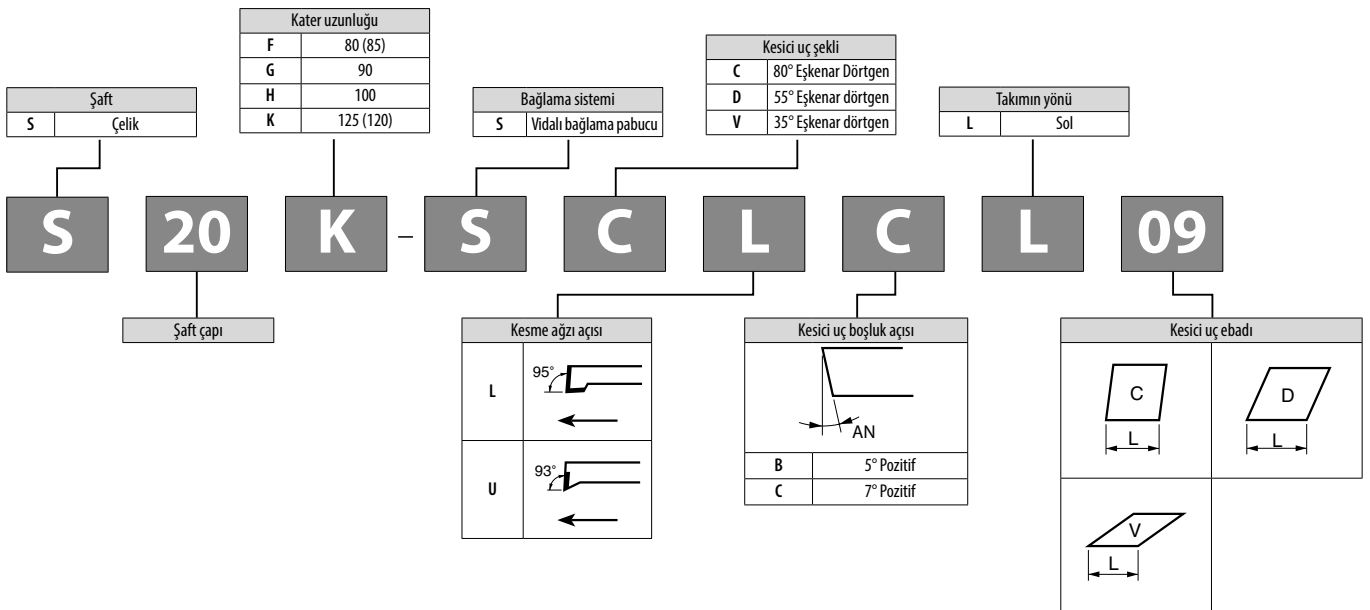 Kater uzunluğu
F 80 (85)
G 90
H 100
K 125 (120)
Kesici uç şekli
C 80° Eşkenar Dörtgen
D 55° Eşkenar dörtgen
V 35° Eşkenar dörtgen
Şaft
S Çelik
Bağlama sistemi
S Vidalı bağlama pabucu
Takımın yönü
L Sol
S 20 K – S C L C L 09
Şaft çapı
Kesme ağzı açısı
L 95°
U 93°
Kesici uç boşluk açısı
AN
B 5° Pozitif
C 7° Pozitif
Kesici uç ebadı
C D
L L
V
L